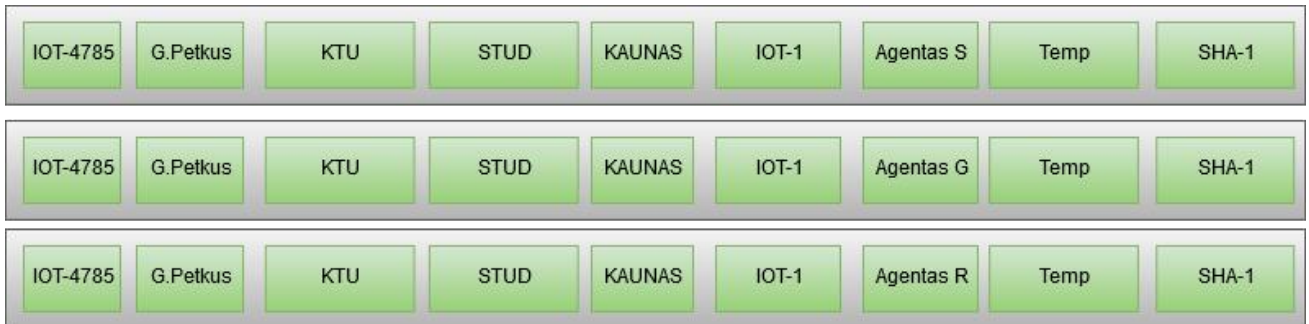 IOT-4785 G.Petkus KTU STUD KAUNAS IOT-1 Agentas S Temp SHA-1
IOT-4785 G.Petkus KTU STUD KAUNAS IOT-1 Agentas G Temp SHA-1
IOT-4785 G.Petkus KTU STUD KAUNAS IOT-1 Agentas R Temp SHA-1